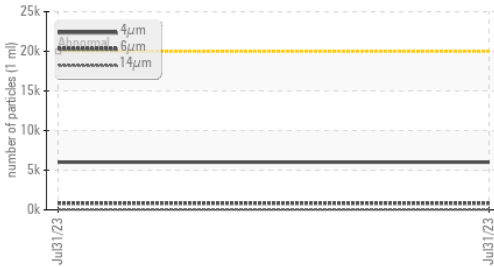 25k
20k
15k
10k
5k
0k
number of particles (1 ml)
4µm
Abnormal
6µm
14µm
Jul31/23
Jul31/23